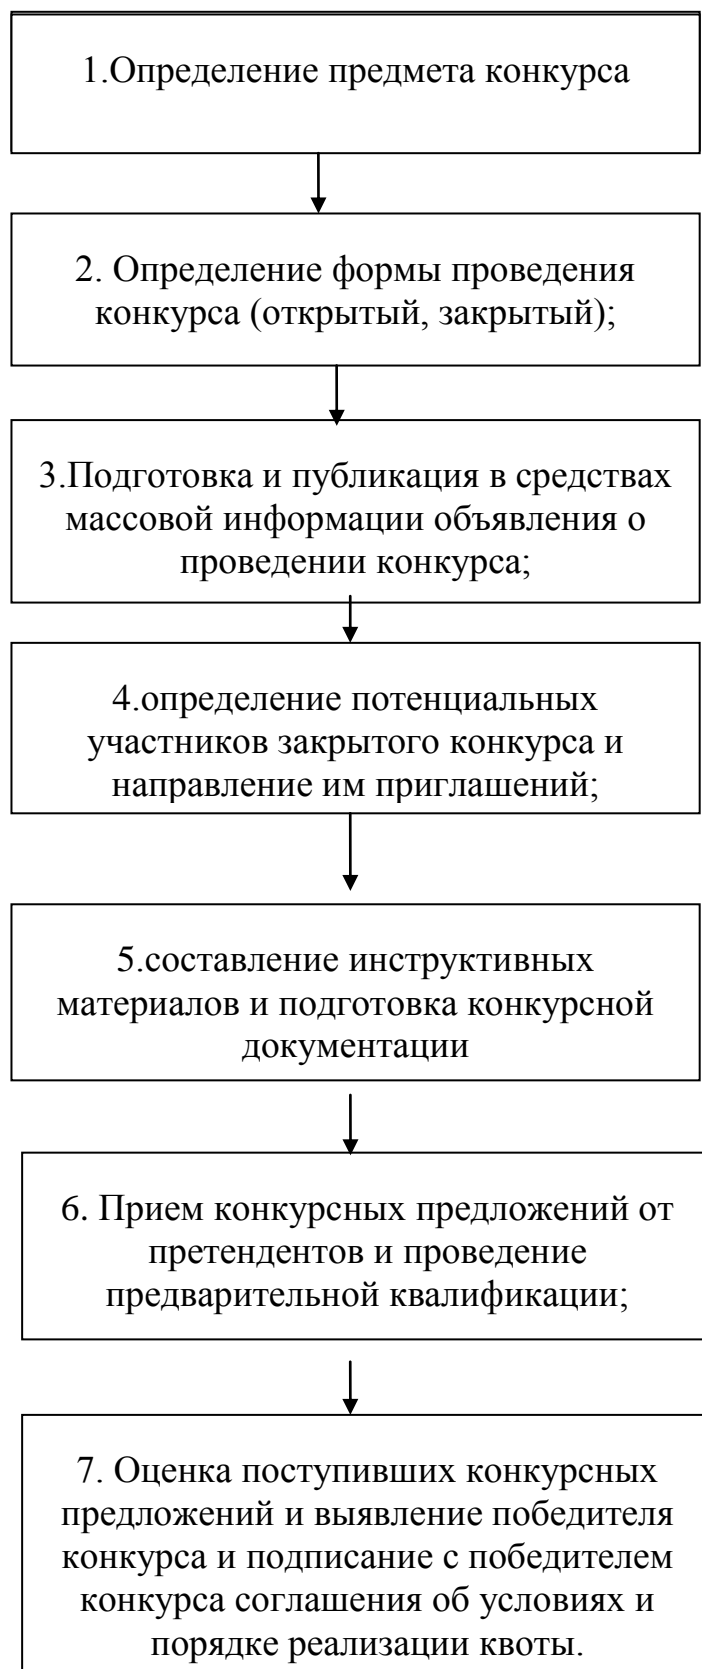 1.Определение предмета конкурса
2. Определение формы проведения
конкурса (открытый, закрытый);
3.Подготовка и публикация в средствах
массовой информации объявления о
проведении конкурса;
4.определение потенциальных
участников закрытого конкурса и
направление им приглашений;
5.составление инструктивных
материалов и подготовка конкурсной
документации
6. Прием конкурсных предложений от
претендентов и проведение
предварительной квалификации;
7. Оценка поступивших конкурсных
предложений и выявление победителя
конкурса и подписание с победителем
конкурса соглашения об условиях и
порядке реализации квоты.